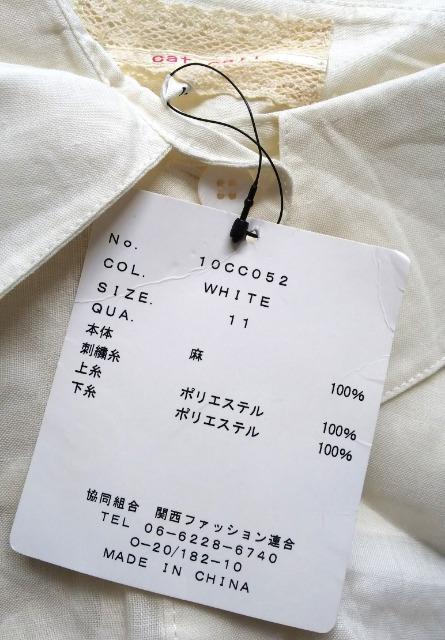 No. 10CC052
COL. WHITE
SIZE. 11
QUA.
本体 麻 100%
刺繍糸
上糸 ポリエステル 100%
下糸 ポリエステル 100%
協同組合 関西ファッション連合
TEL 06-6228-6740
O-20/182-10
MADE IN CHINA